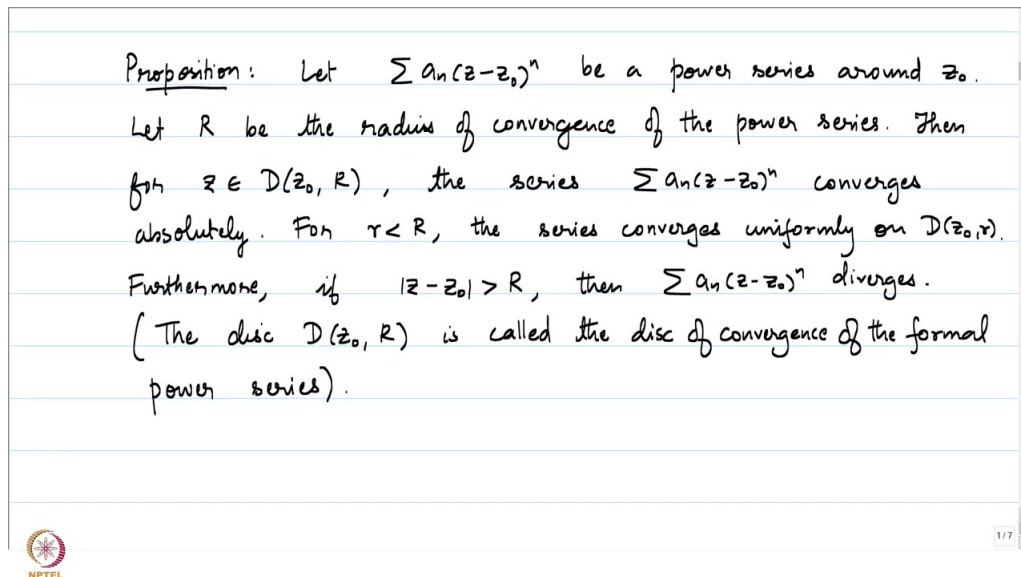 Proposition: Let Σ aₙ(z-z₀)ⁿ be a power series around z₀.
Let R be the radius of convergence of the power series. Then
for z ∈ D(z₀, R), the series Σ aₙ(z-z₀)ⁿ converges
absolutely. For r < R, the series converges uniformly on D(z₀,r).
Furthermore, if |z-z₀| > R, then Σ aₙ(z-z₀)ⁿ diverges.
(The disc D(z₀, R) is called the disc of convergence of the formal
power series).
1/7
NPTEL